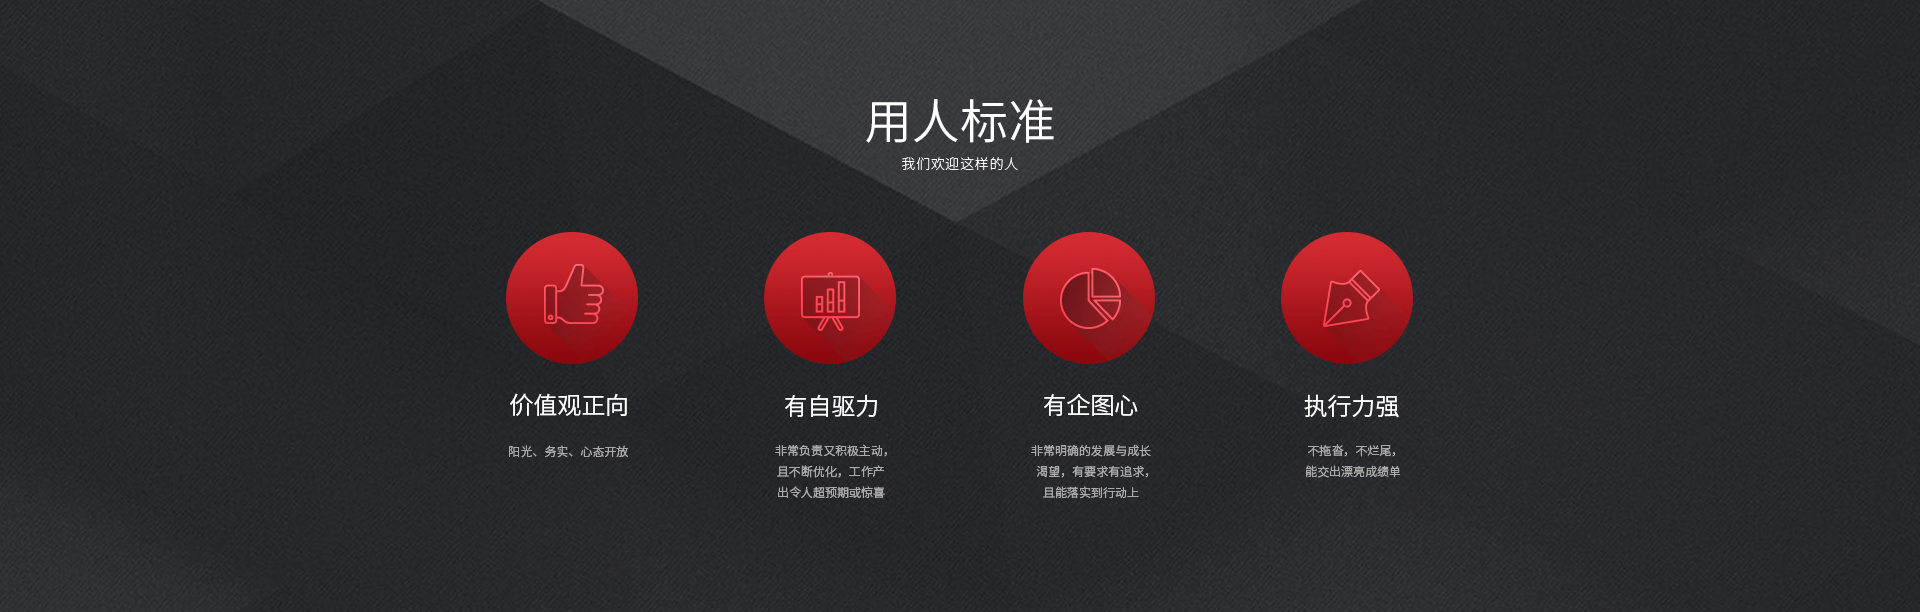 用人标准
我们欢迎这样的人
价值观正向
阳光、务实、心态开放
有自驱力
非常负责又积极主动，
且不断优化，工作产
出令人超预期或惊喜
有企图心
非常明确的发展与成长
渴望，有要求有追求，
且能落实到行动上
执行力强
不拖沓，不烂尾，
能交出漂亮成绩单